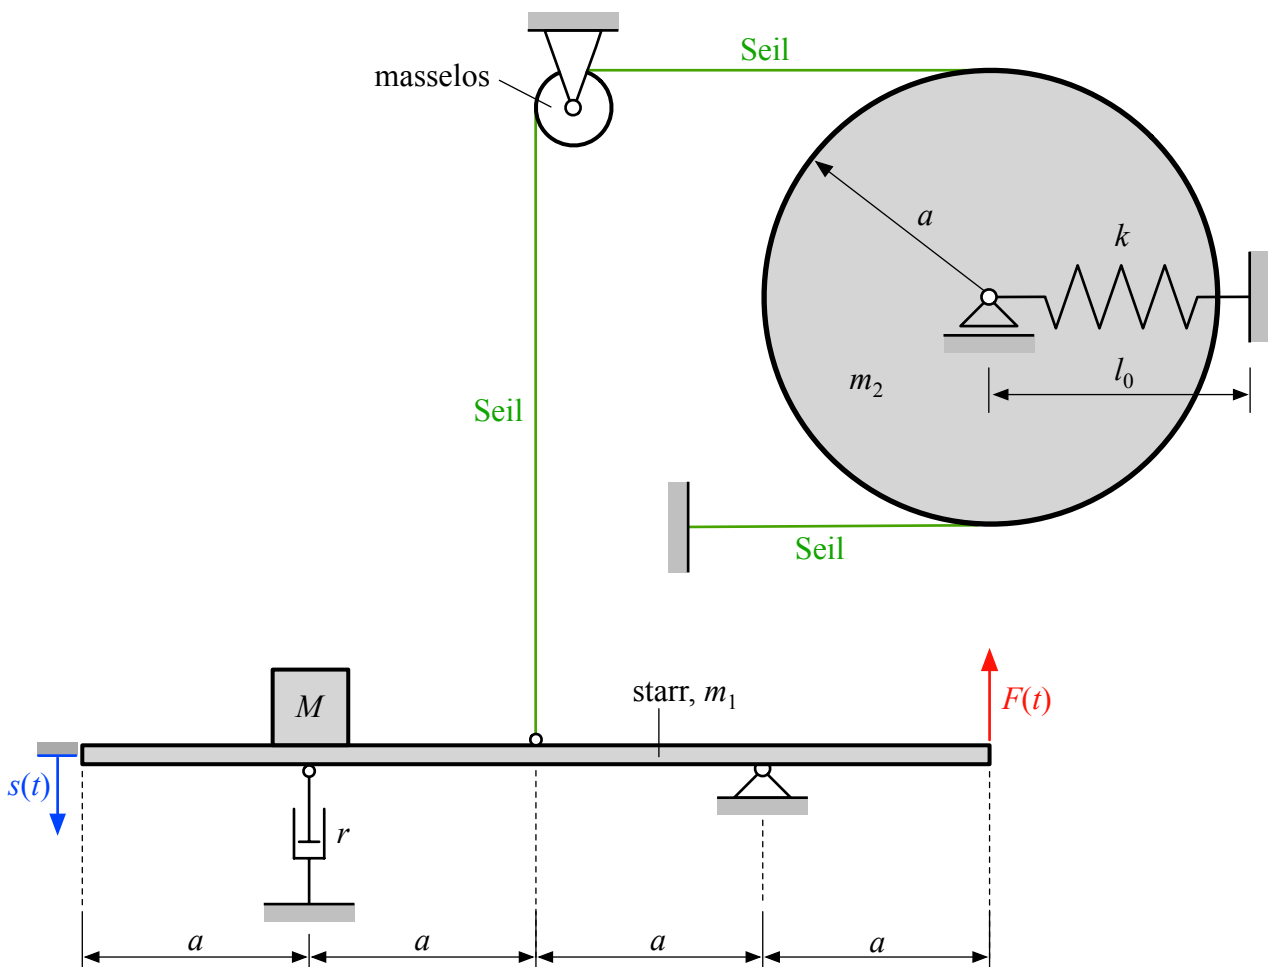 Seil
masselos
a
k
l₀
m₂
Seil
Seil
M
starr, m₁
F(t)
s(t)
r
a
a
a
a